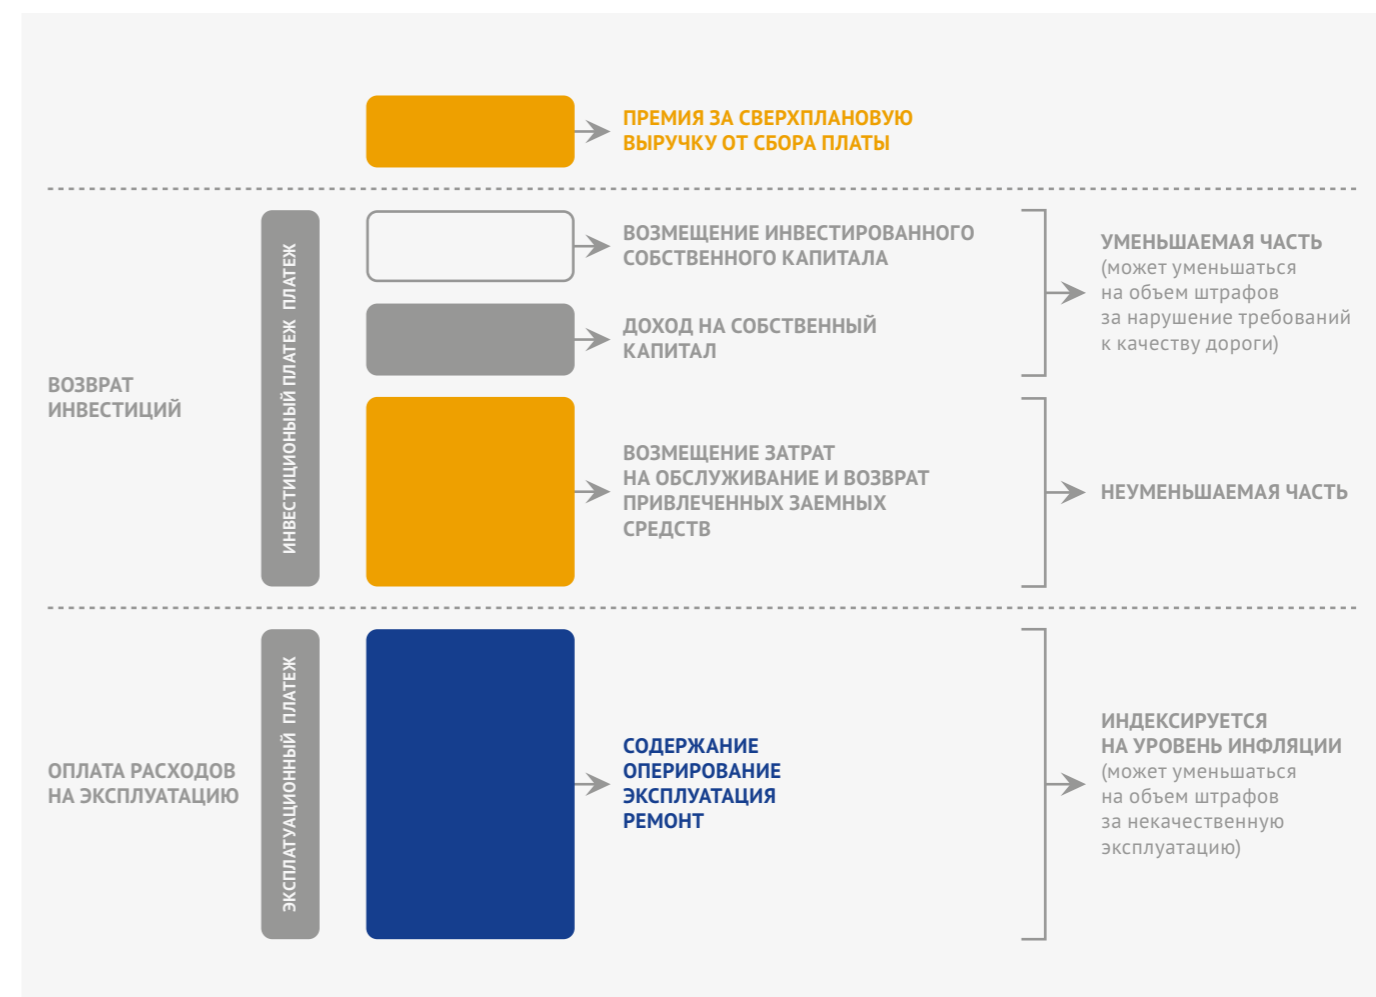 ПРЕМИЯ ЗА СВЕРХПЛАНОВУЮ
ВЫРУЧКУ ОТ СБОРА ПЛАТЫ
ВОЗВРАТ
ИНВЕСТИЦИЙ
ИНВЕСТИЦИОНЫЙ ПЛАТЕЖ ПЛАТЕЖ
ВОЗМЕЩЕНИЕ ИНВЕСТИРОВАННОГО
СОБСТВЕННОГО КАПИТАЛА
ДОХОД НА СОБСТВЕННЫЙ
КАПИТАЛ
УМЕНЬШАЕМАЯ ЧАСТЬ
(может уменьшаться
на объем штрафов
за нарушение требований
к качеству дороги)
ВОЗМЕЩЕНИЕ ЗАТРАТ
НА ОБСЛУЖИВАНИЕ И ВОЗВРАТ
ПРИВЛЕЧЕННЫХ ЗАЕМНЫХ
СРЕДСТВ
НЕУМЕНЬШАЕМАЯ ЧАСТЬ
ОПЛАТА РАСХОДОВ
НА ЭКСПЛУАТАЦИЮ
ЭКСПЛАТУАЦИОННЫЙ ПЛАТЕЖ
СОДЕРЖАНИЕ
ОПЕРИРОВАНИЕ
ЭКСПЛУАТАЦИЯ
РЕМОНТ
ИНДЕКСИРУЕТСЯ
НА УРОВЕНЬ ИНФЛЯЦИИ
(может уменьшаться
на объем штрафов
за некачественную
эксплуатацию)